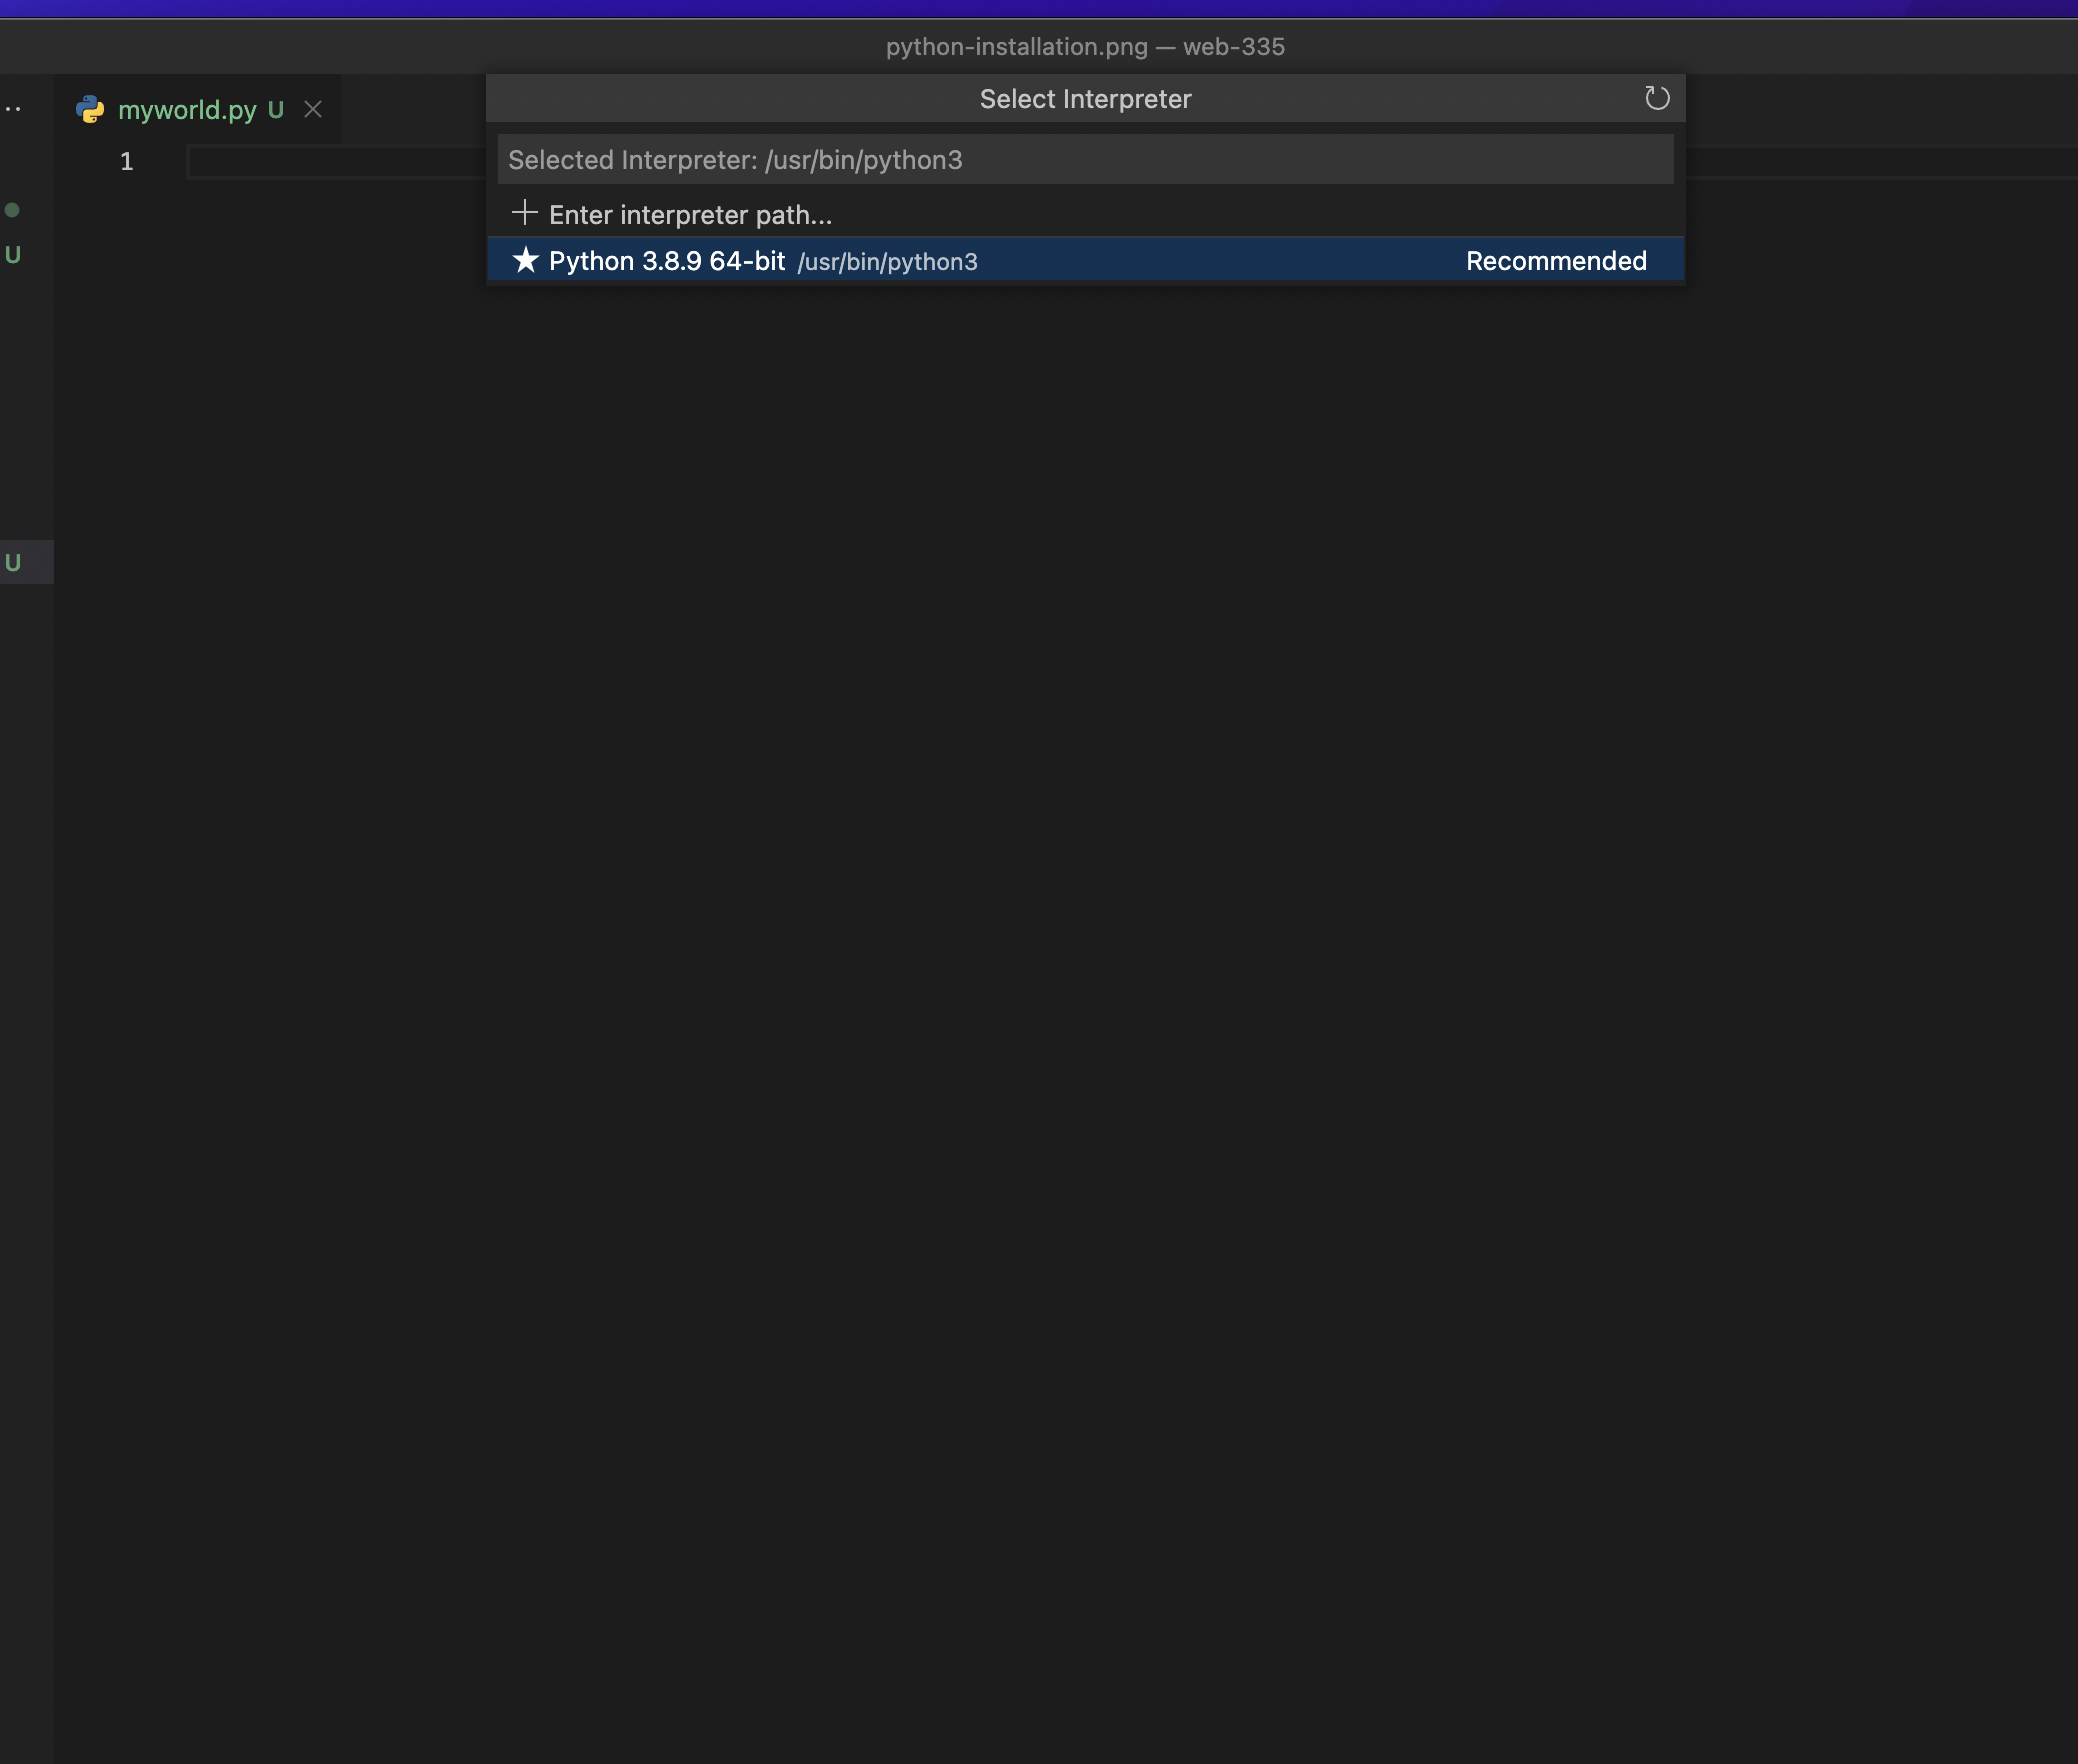 python-installation.png — web-335
myworld.py U
Select Interpreter
1
Selected Interpreter: /usr/bin/python3
Enter interpreter path...
Python 3.8.9 64-bit /usr/bin/python3 Recommended
U
U